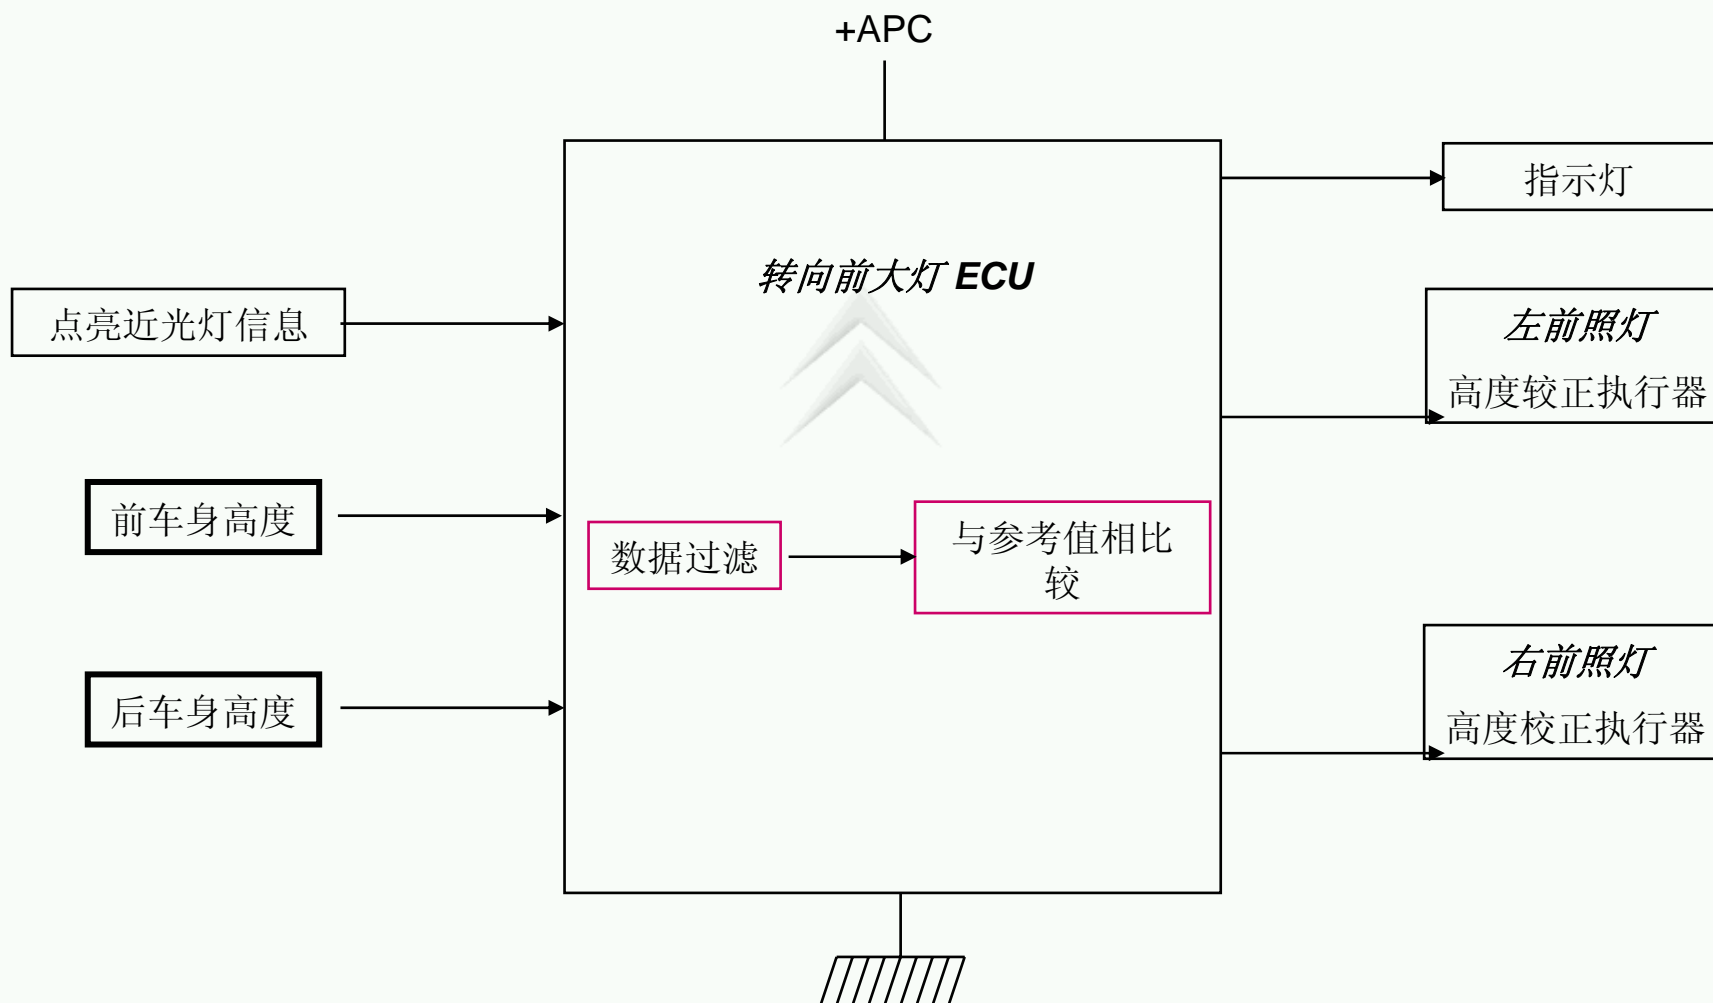 +APC
指示灯
转向前大灯 ECU
点亮近光灯信息
左前照灯
高度较正执行器
前车身高度
数据过滤
与参考值相比
较
右前照灯
高度校正执行器
后车身高度